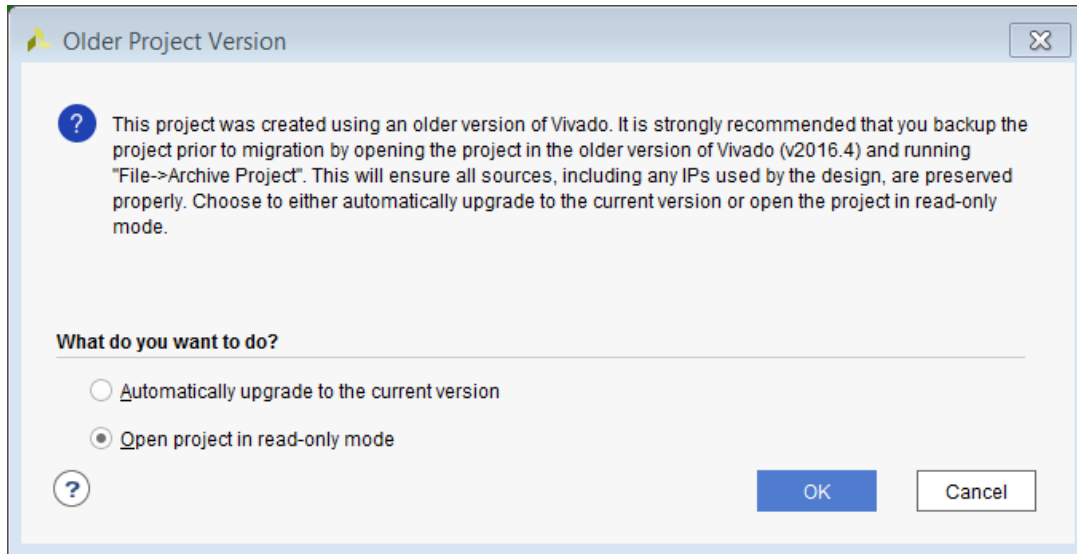 Older Project Version
This project was created using an older version of Vivado. It is strongly recommended that you backup the
project prior to migration by opening the project in the older version of Vivado (v2016.4) and running
"File->Archive Project". This will ensure all sources, including any IPs used by the design, are preserved
properly. Choose to either automatically upgrade to the current version or open the project in read-only
mode.
What do you want to do?
Automatically upgrade to the current version
Open project in read-only mode
OK
Cancel